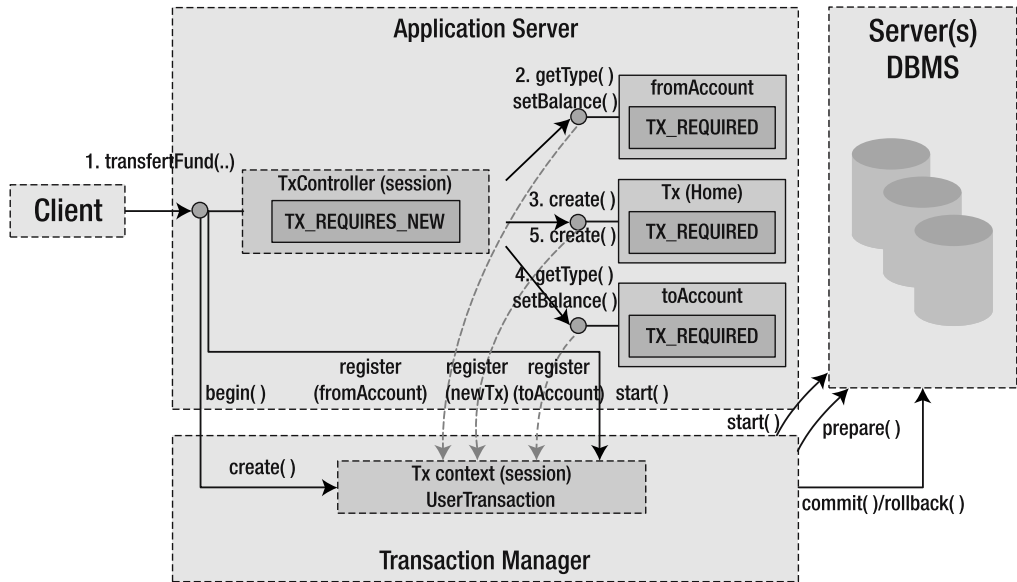 Application Server
Server(s)
DBMS
2. getType( )
setBalance( )
fromAccount
TX_REQUIRED
1. transfertFund(..)
Client
TxController (session)
TX_REQUIRES_NEW
3. create( )
5. create( )
Tx (Home)
TX_REQUIRED
4. getType( )
setBalance( )
toAccount
TX_REQUIRED
begin( )
register
(fromAccount)
register
(newTx)
register
(toAccount)
start( )
start( )
prepare( )
create( )
Tx context (session)
UserTransaction
commit( )/rollback( )
Transaction Manager